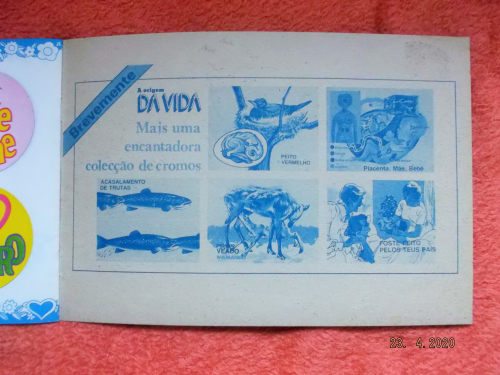 Brevemente
A origem
DA VIDA
Mais uma
encantadora
colecção de cromos
PEITO
VERMELHO
Placenta Mãe Bebé
ACASALAMENTO
DE TRUTAS
VEADO
FOSTE FEITO
PELOS TEUS PAIS
23. 4.2020